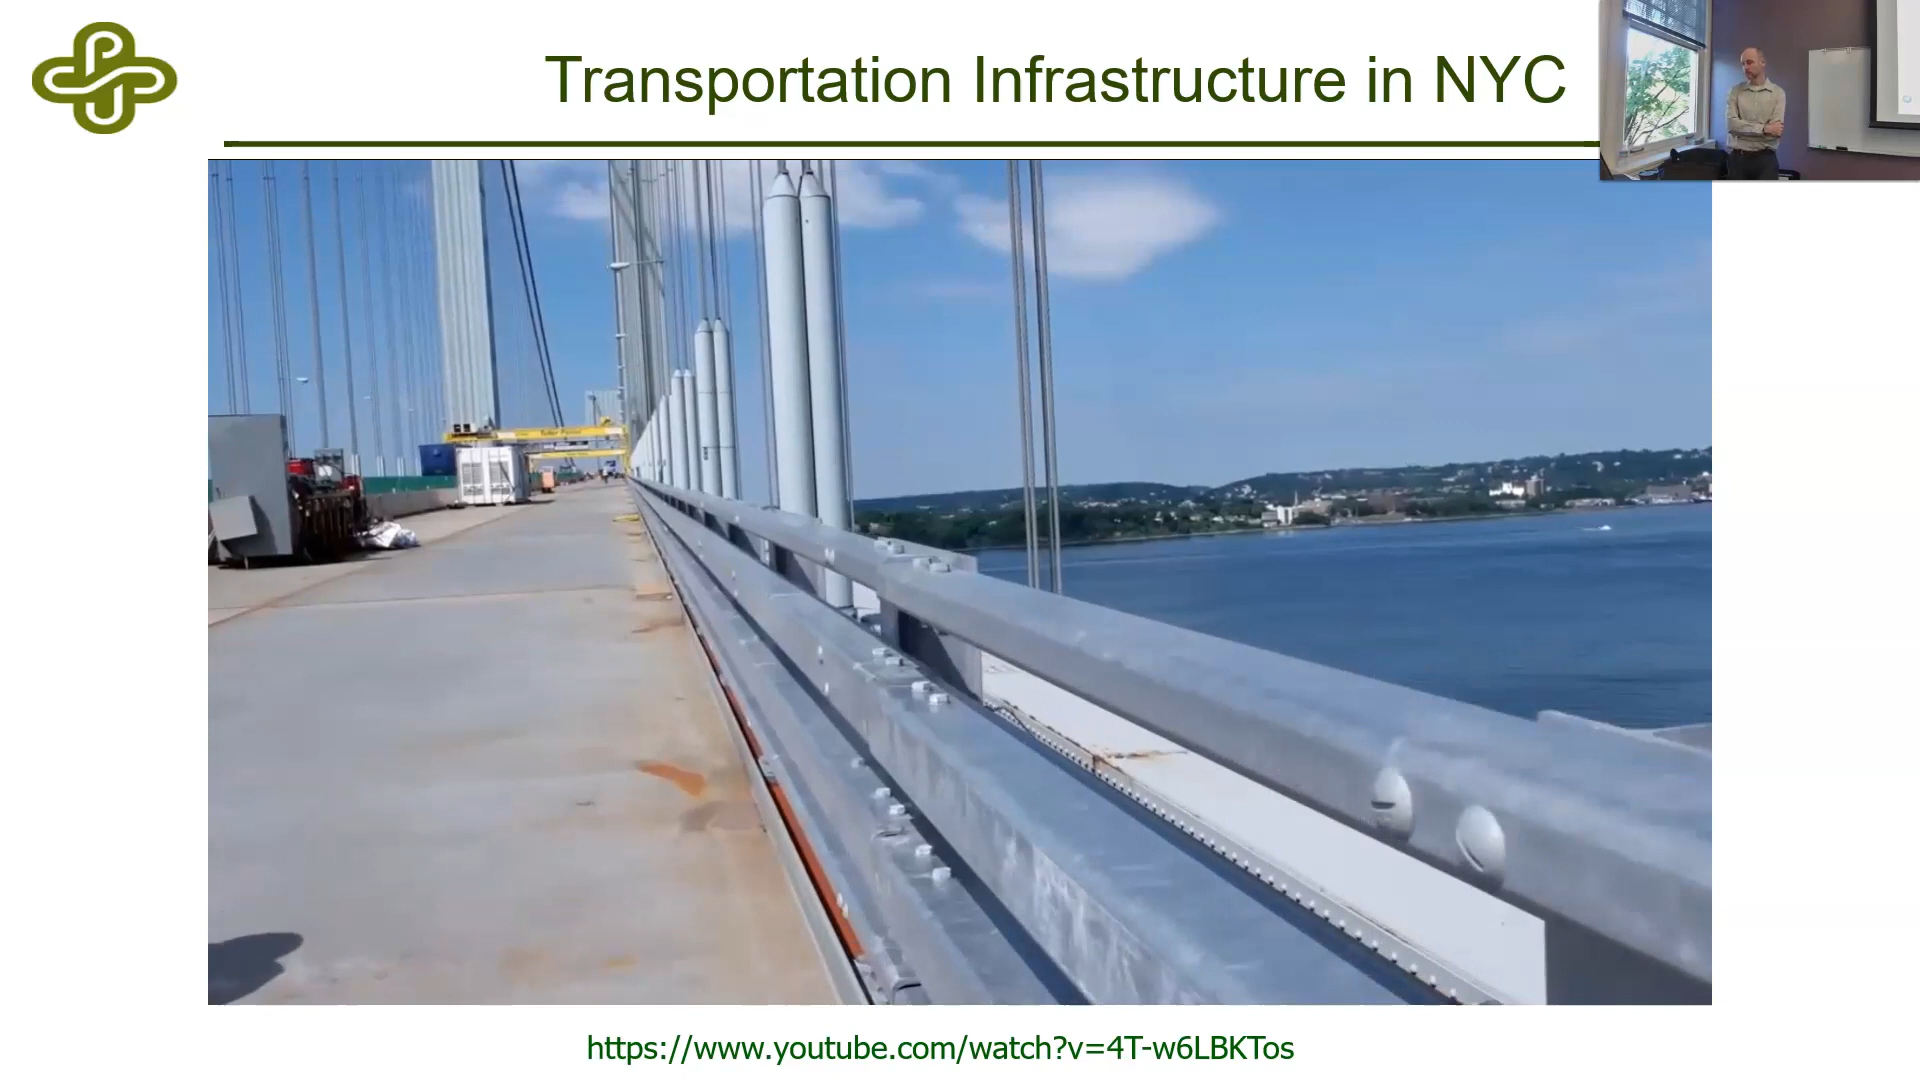 Transportation Infrastructure in NYC
https://www.youtube.com/watch?v=4T-w6LBKTos